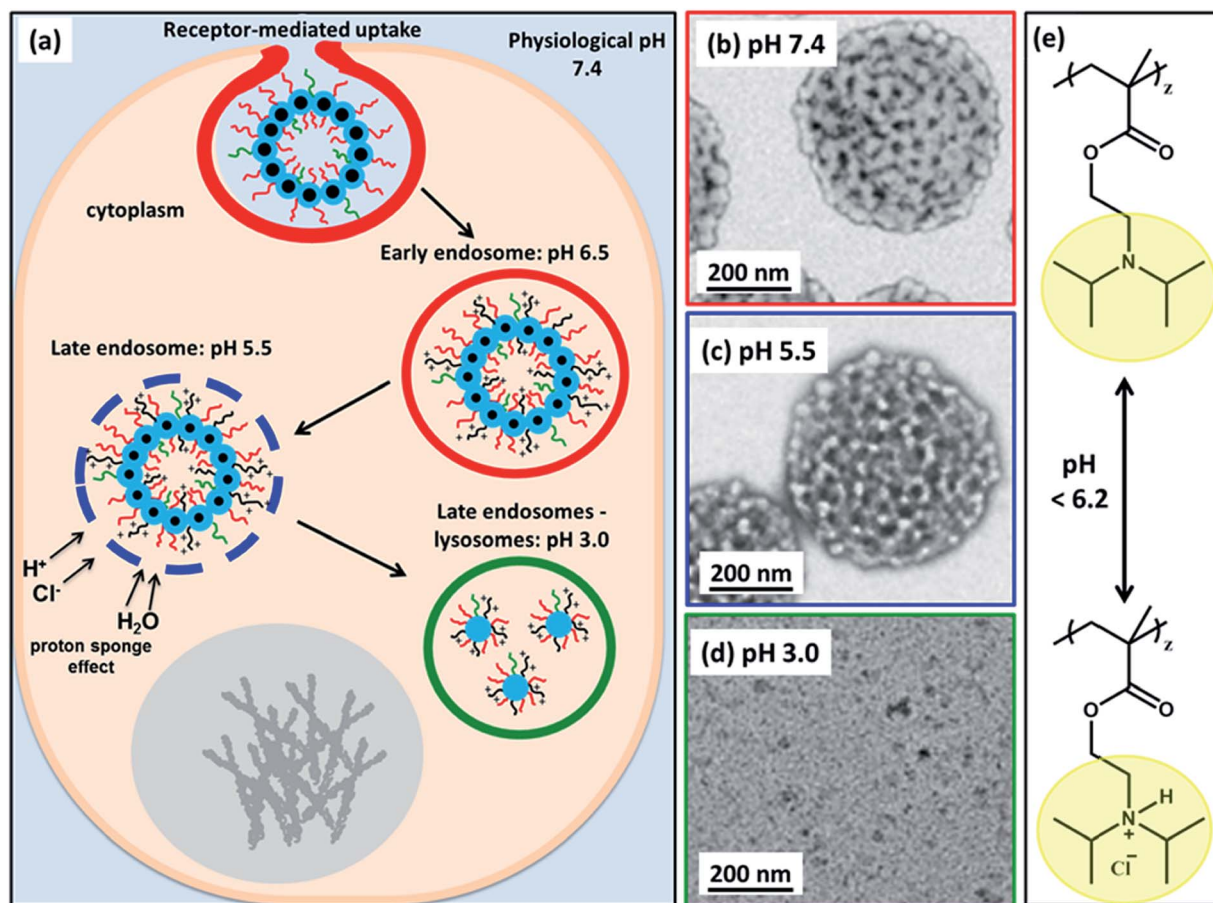 (a)
Receptor-mediated uptake
Physiological pH
7.4
cytoplasm
Early endosome: pH 6.5
Late endosome: pH 5.5
H⁺
Cl⁻
H₂O
proton sponge
effect
Late endosomes -
lysosomes: pH 3.0
(b) pH 7.4
200 nm
(c) pH 5.5
200 nm
(d) pH 3.0
200 nm
(e)
z
O
O
N
pH
< 6.2
z
O
O
N
H
+
Cl⁻